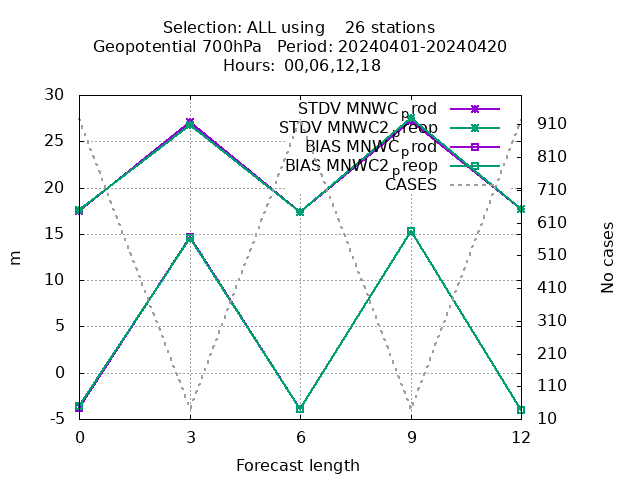 Selection: ALL using 26 stations
Geopotential 700hPa Period: 20240401-20240420
Hours: 00,06,12,18
STDV MNWC_prod
STDV MNWC2_preop
BIAS MNWC_prod
BIAS MNWC2_preop
CASES
30
25
20
15
10
5
0
-5
m
910
810
710
610
510
410
310
210
110
10
No cases
0 3 6 9 12
Forecast length